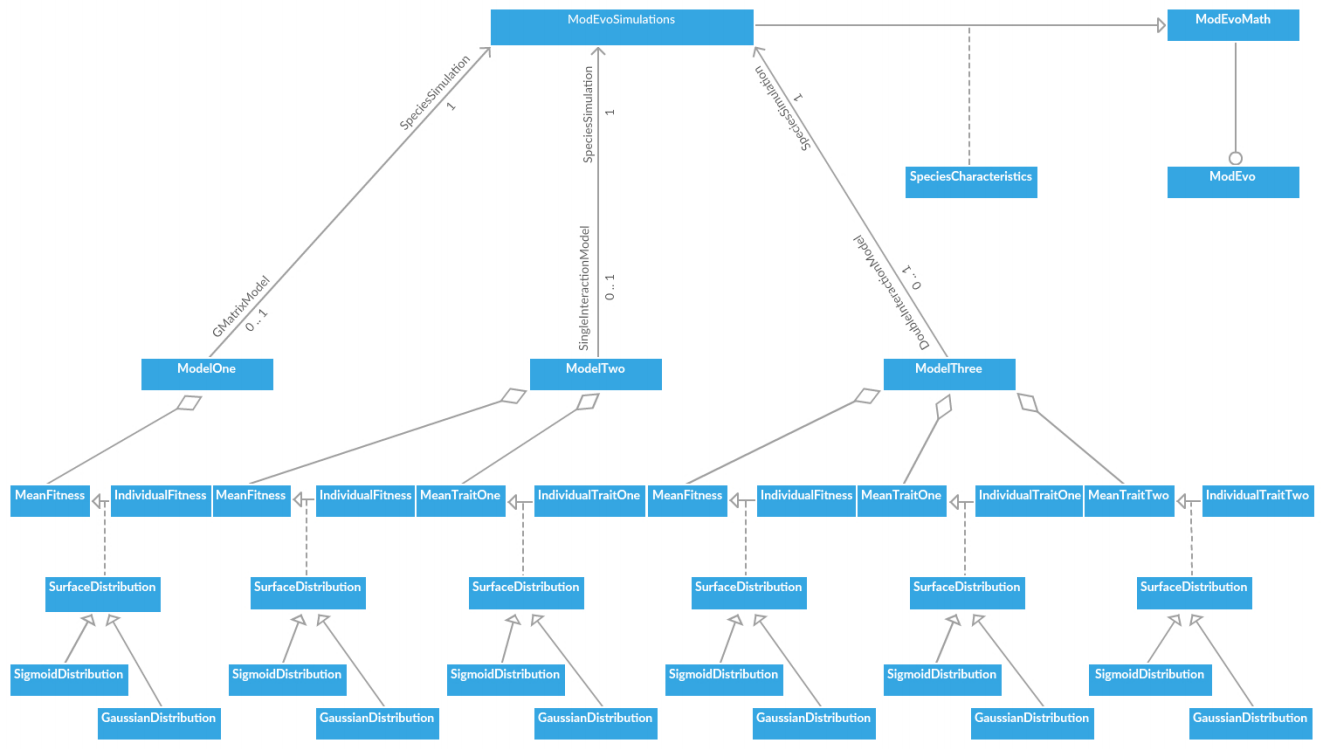 ModEvoSimulations
ModEvoMath
SpeciesSimulation
1
SpeciesSimulation
1
SpeciesSimulation
1
SpeciesCharacteristics
ModEvo
GMatrixModel
0 .. 1
SingleInteractionModel
0 .. 1
DoubleInteractionModel
0 .. 1
ModelOne
ModelTwo
ModelThree
MeanFitness
IndividualFitness
MeanFitness
IndividualFitness
MeanTraitOne
IndividualTraitOne
MeanFitness
IndividualFitness
MeanTraitOne
IndividualTraitOne
MeanTraitTwo
IndividualTraitTwo
SurfaceDistribution
SurfaceDistribution
SurfaceDistribution
SurfaceDistribution
SurfaceDistribution
SurfaceDistribution
SigmoidDistribution
SigmoidDistribution
SigmoidDistribution
SigmoidDistribution
SigmoidDistribution
SigmoidDistribution
GaussianDistribution
GaussianDistribution
GaussianDistribution
GaussianDistribution
GaussianDistribution
GaussianDistribution